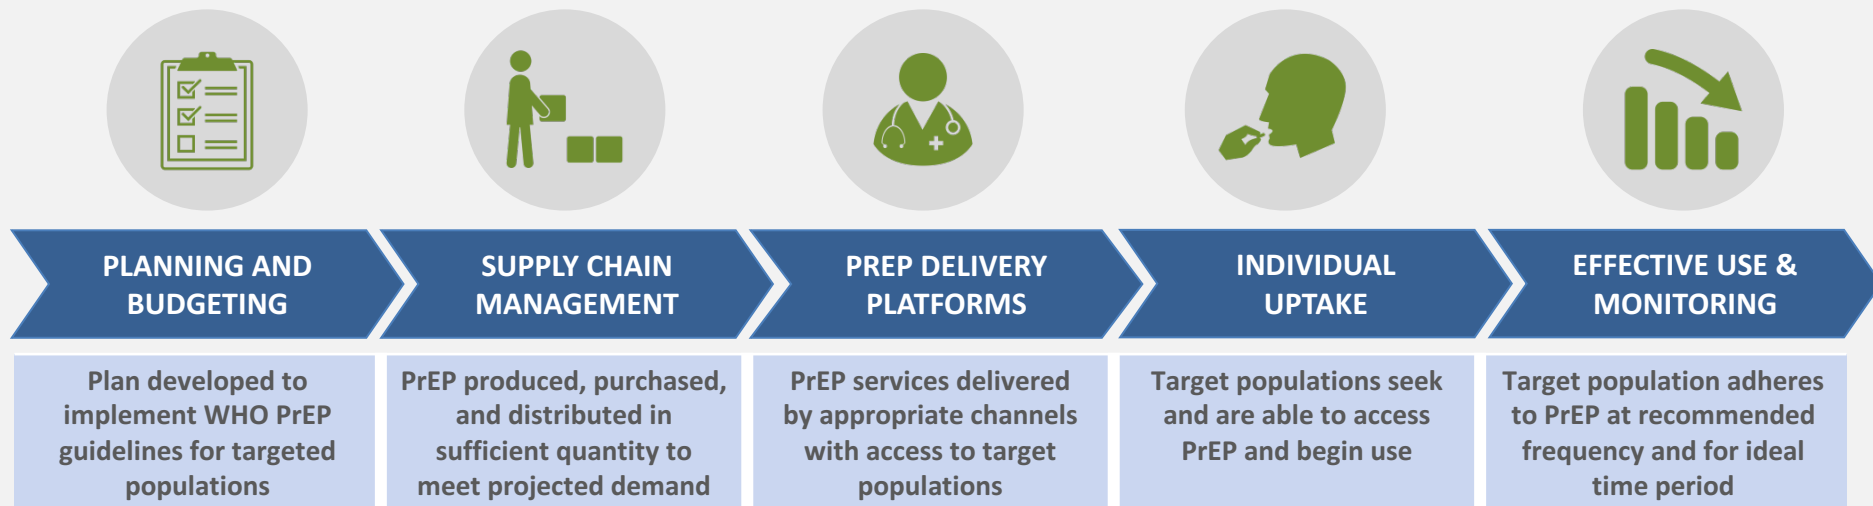 PLANNING AND
BUDGETING
SUPPLY CHAIN
MANAGEMENT
PREP DELIVERY
PLATFORMS
INDIVIDUAL
UPTAKE
EFFECTIVE USE &
MONITORING
Plan developed to
implement WHO PrEP
guidelines for targeted
populations
PrEP produced, purchased,
and distributed in
sufficient quantity to
meet projected demand
PrEP services delivered
by appropriate channels
with access to target
populations
Target populations seek
and are able to access
PrEP and begin use
Target population adheres
to PrEP at recommended
frequency and for ideal
time period